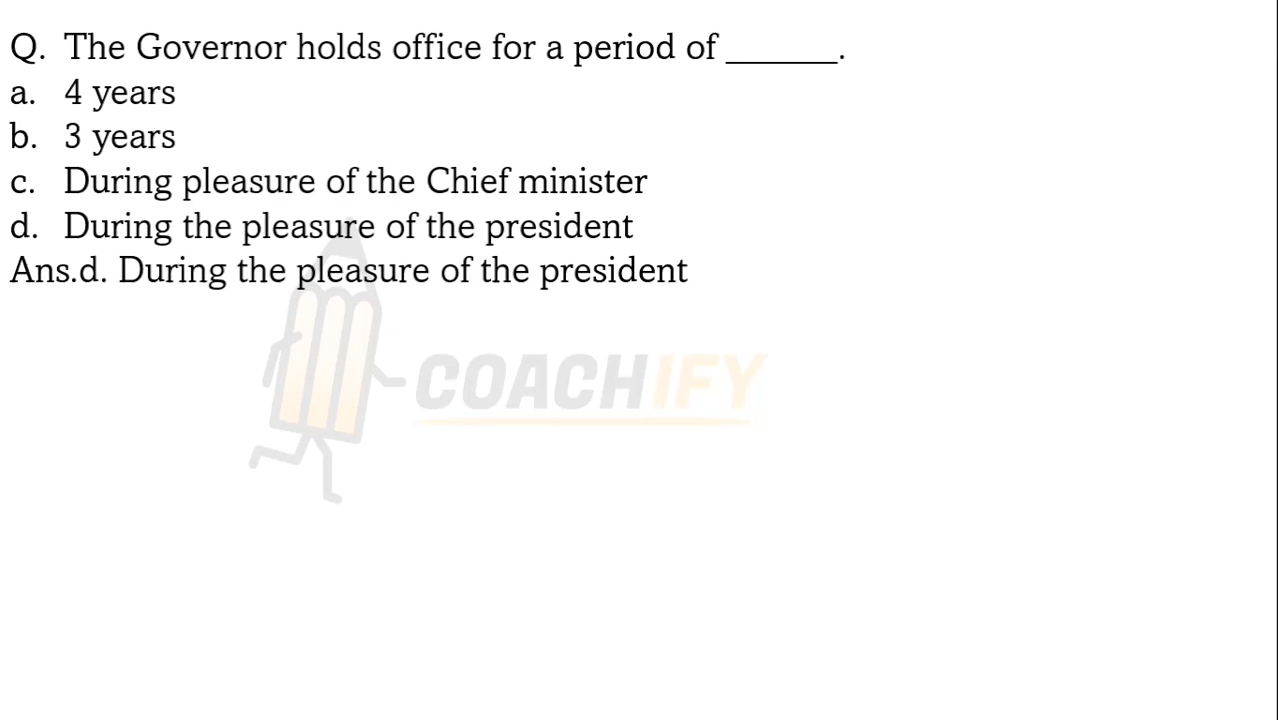 Q. The Governor holds office for a period of ______.
a. 4 years
b. 3 years
c. During pleasure of the Chief minister
d. During the pleasure of the president
Ans.d. During the pleasure of the president
COACHIFY